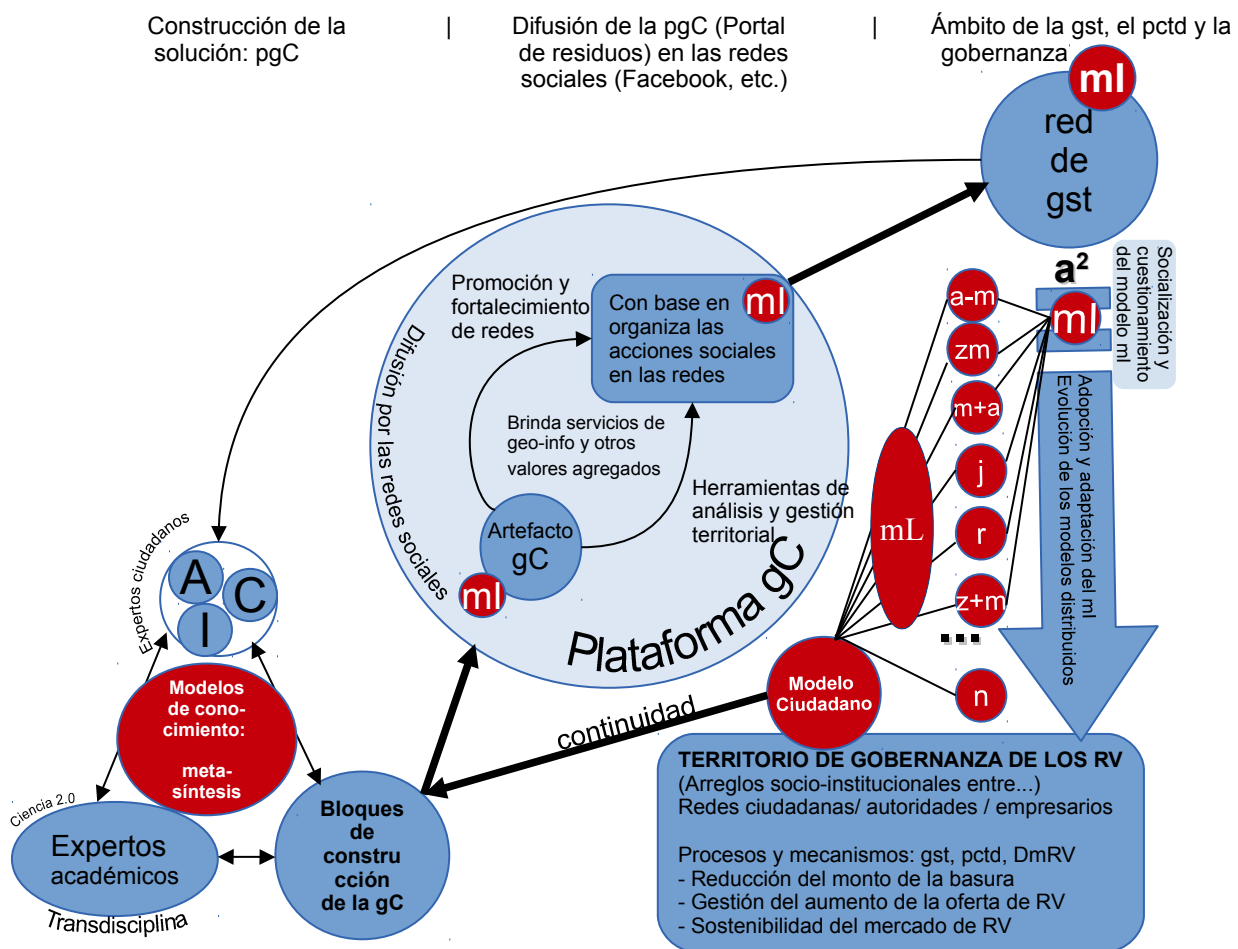 Construcción de la
solución: pgC
|
Difusión de la pgC (Portal
de residuos) en las redes
sociales (Facebook, etc.)
|
Ámbito de la gst, el pctd y la
gobernanza
ml
red
de
gst
a²
ml
Socialización y
cuestionamiento
del modelo ml
Adopción y adaptación del ml
Evolución de los modelos distribuidos
a-m
zm
m+a
j
r
z+m
...
n
mL
Modelo
Ciudadano
continuidad
Difusión por las redes sociales
Promoción y
fortalecimiento
de redes
ml
Con base en
organiza las
acciones sociales
en las redes
Brinda servicios de
geo-info y otros
valores agregados
Herramientas de
análisis y gestión
territorial
Artefacto
gC
ml
Plataforma gC
Expertos ciudadanos
A
C
I
Modelos
de cono-
cimiento:
meta-
síntesis
Ciencia 2.0
Expertos
académicos
Transdisciplina
Bloques
de
constru
cción
de la gC
TERRITORIO DE GOBERNANZA DE LOS RV
(Arreglos socio-institucionales entre...)
Redes ciudadanas/ autoridades / empresarios
Procesos y mecanismos: gst, pctd, DmRV
- Reducción del monto de la basura
- Gestión del aumento de la oferta de RV
- Sostenibilidad del mercado de RV